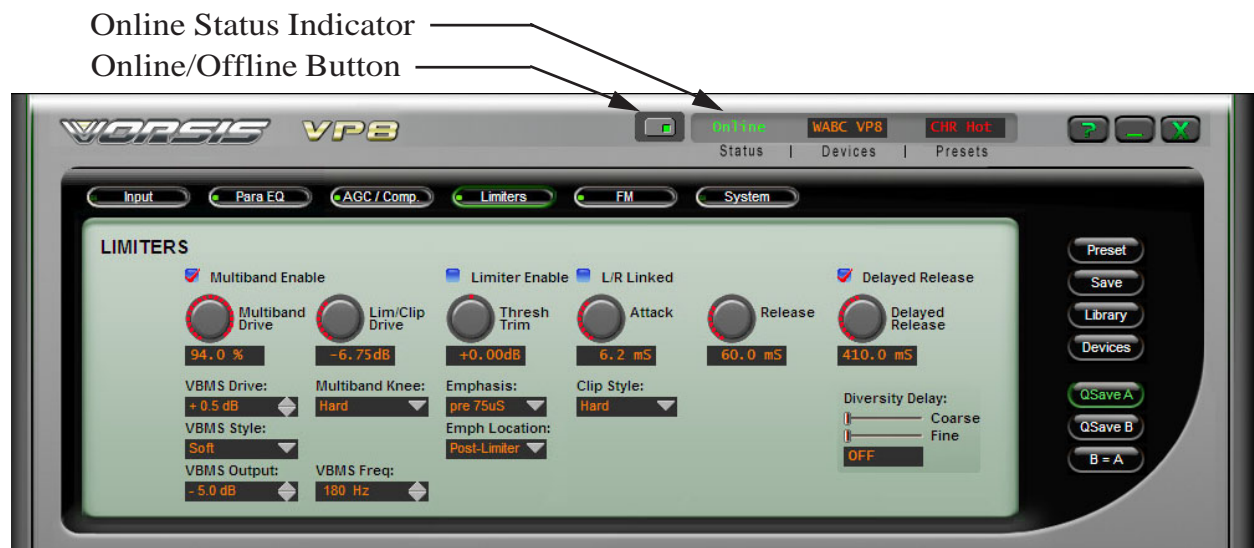 Online Status Indicator
Online/Offline Button
VORSIS VP8
Online WABC VP8 CHR Hot
Status | Devices | Presets
? _ X
Input Para EQ AGC / Comp. Limiters FM System
LIMITERS
Multiband Enable Limiter Enable L/R Linked Delayed Release
Multiband Drive Lim/Clip Drive Thresh Trim Attack Release Delayed Release
94.0 % -6.75dB +0.00dB 6.2 mS 60.0 mS 410.0 mS
VBMS Drive: Multiband Knee: Emphasis: Clip Style:
+ 0.5 dB Hard pre 75uS Hard
VBMS Style: Emph Location:
Soft Post-Limiter
VBMS Output: VBMS Freq:
- 5.0 dB 180 Hz
Diversity Delay:
Coarse
Fine
OFF
Preset
Save
Library
Devices
QSave A
QSave B
B = A